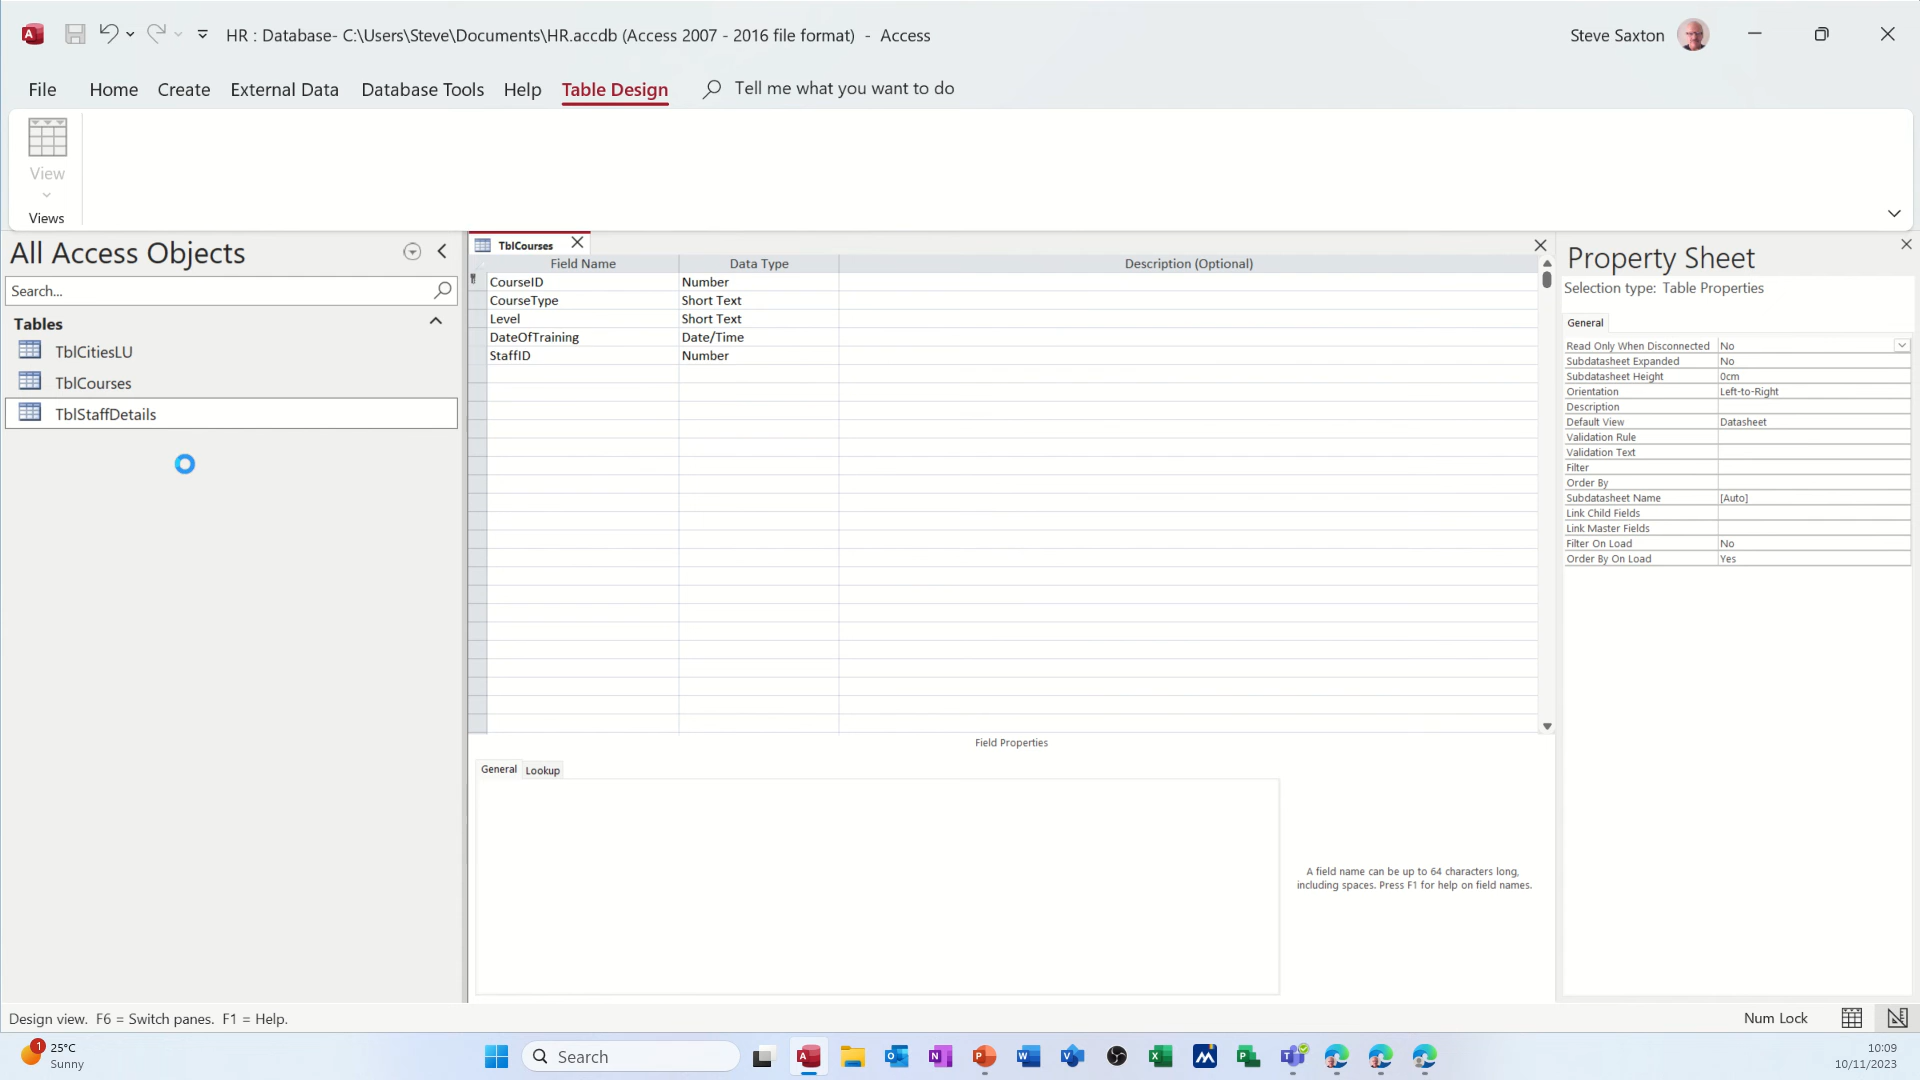 HR : Database- C:\Users\Steve\Documents\HR.accdb (Access 2007 - 2016 file format) - Access
Steve Saxton
File Home Create External Data Database Tools Help Table Design Tell me what you want to do
View
Views
All Access Objects
Search...
Tables
TblCitiesLU
TblCourses
TblStaffDetails
TblCourses
Field Name Data Type Description (Optional)
CourseID Number
CourseType Short Text
Level Short Text
DateOfTraining Date/Time
StaffID Number
Field Properties
General Lookup
A field name can be up to 64 characters long,
including spaces. Press F1 for help on field names.
Property Sheet
Selection type: Table Properties
General
Read Only When Disconnected No
Subdatasheet Expanded No
Subdatasheet Height 0cm
Orientation Left-to-Right
Description
Default View Datasheet
Validation Rule
Validation Text
Filter
Order By
Subdatasheet Name [Auto]
Link Child Fields
Link Master Fields
Filter On Load No
Order By On Load Yes
Design view. F6 = Switch panes. F1 = Help.
Num Lock
1
25°C
Sunny
Search
10:09
10/11/2023